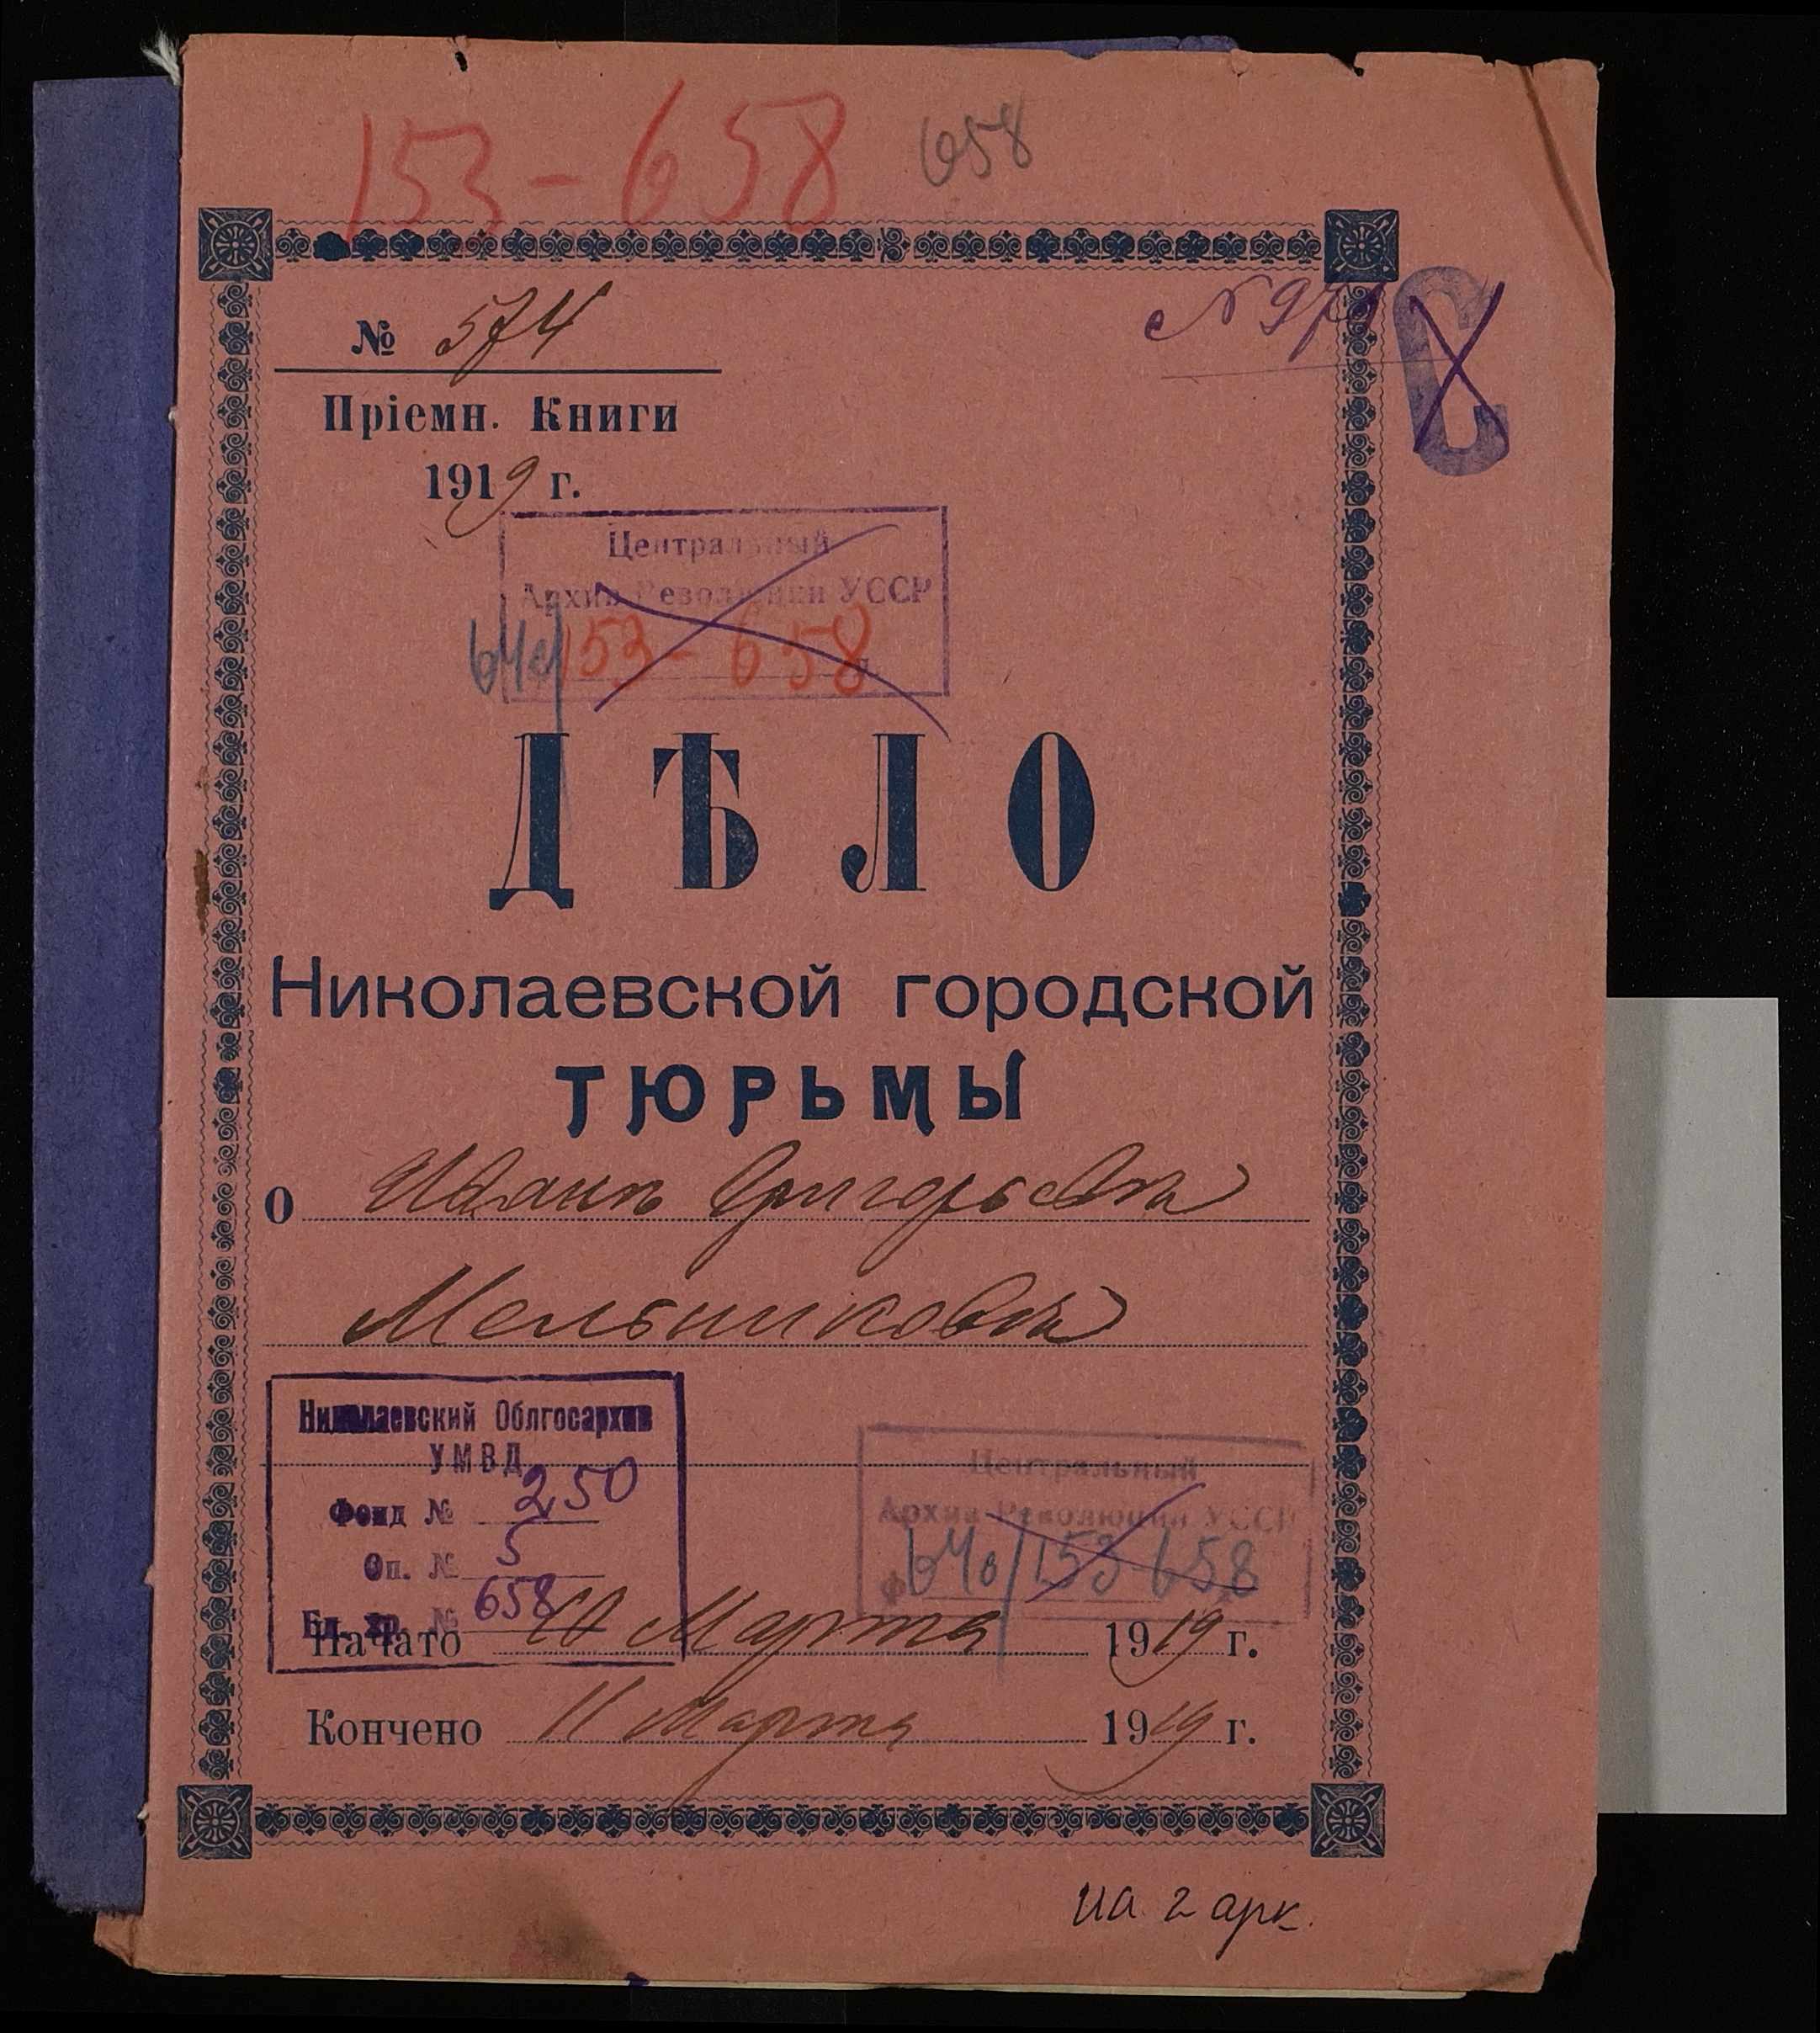 153-658 658
№ 574
№ 971
Пріемн. Книги
1919 г.
Центральный
Архив Революции УССР
153-658
ДѢЛО
Николаевской городской
ТЮРЬМЫ
о Иванѣ Григорьевѣ
Мельниковѣ
Николаевский Облгосархив
УМВД
Фонд № 250
Оп. № 5
Ед. хр. № 658
Центральный
Архив Революции УССР
153-658
Начато 10 Марта 1919 г.
Кончено 11 Марта 1919 г.
на 2 арк.